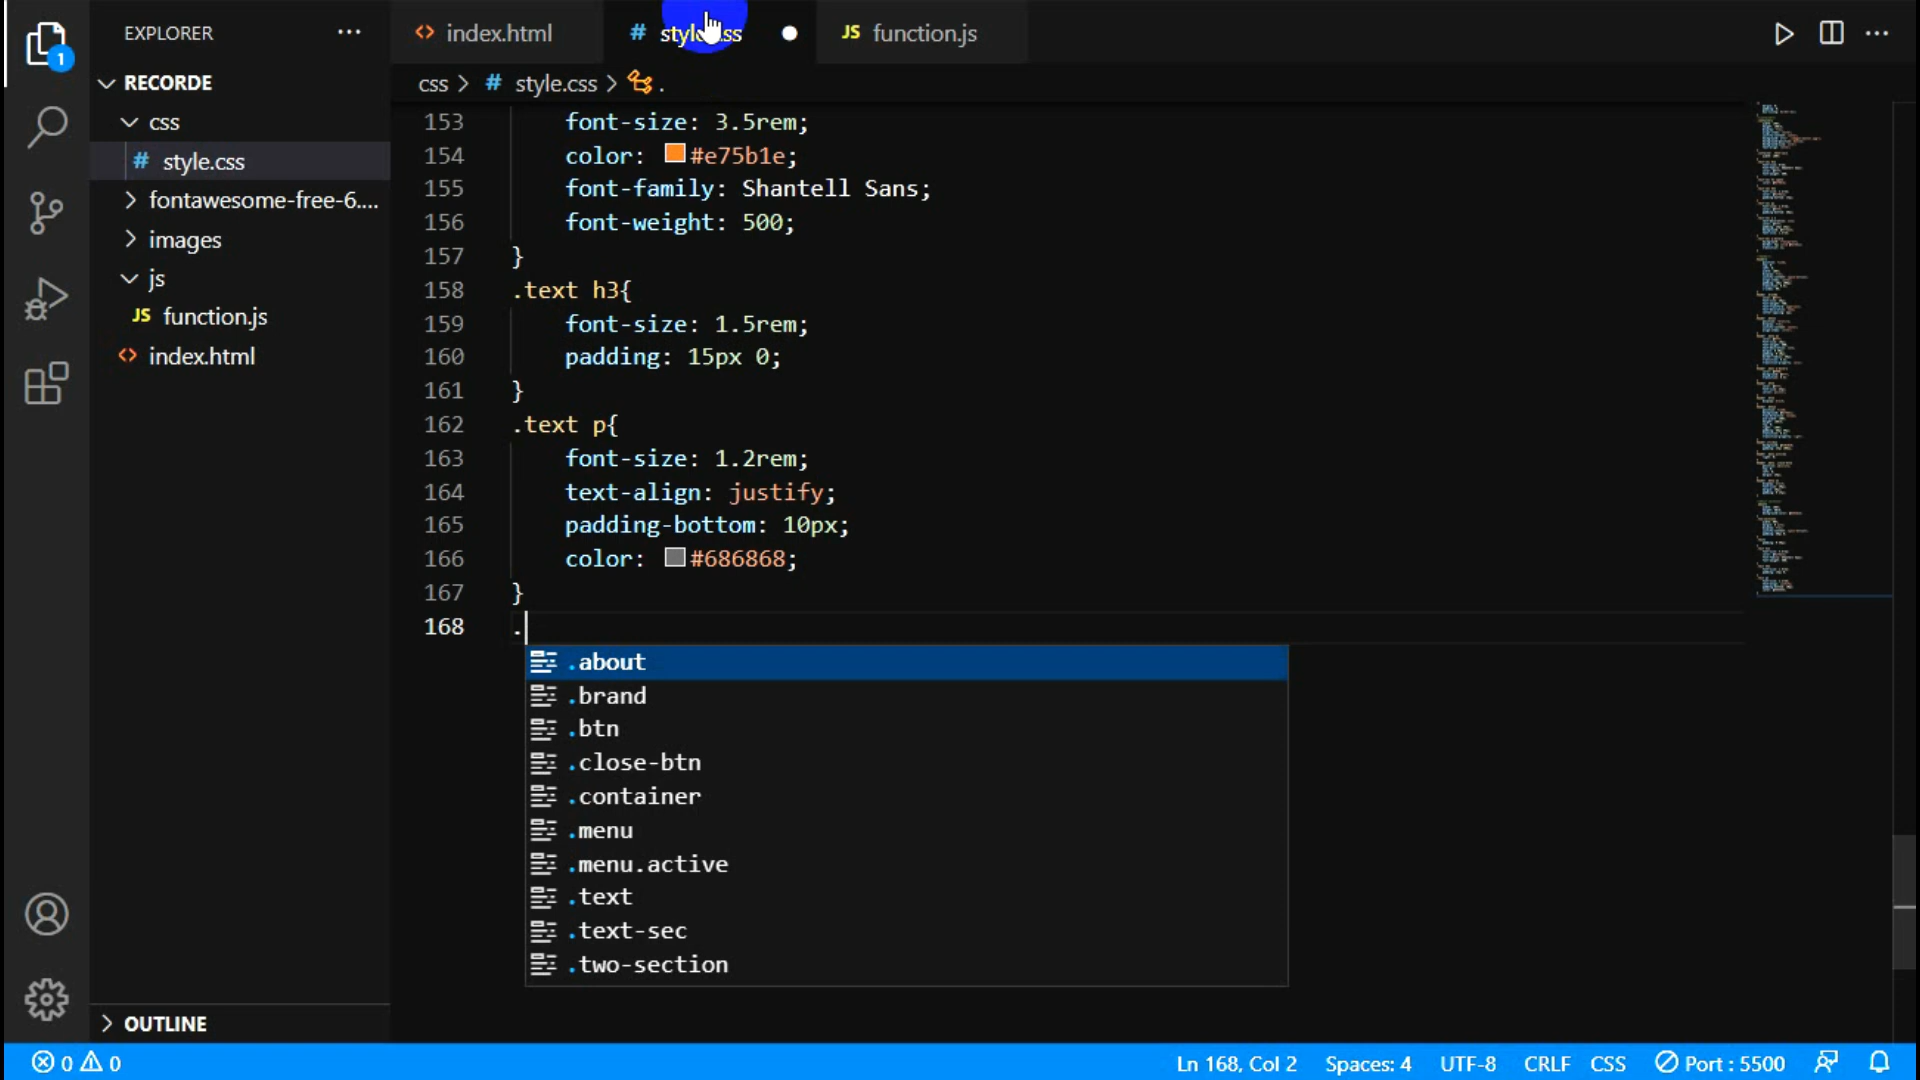 EXPLORER
RECORDE
css
# style.css
fontawesome-free-6....
images
js
JS function.js
<> index.html
OUTLINE
<> index.html
# style.css
JS function.js
css > # style.css > .
153 font-size: 3.5rem;
154 color: #e75b1e;
155 font-family: Shantell Sans;
156 font-weight: 500;
157 }
158 .text h3{
159 font-size: 1.5rem;
160 padding: 15px 0;
161 }
162 .text p{
163 font-size: 1.2rem;
164 text-align: justify;
165 padding-bottom: 10px;
166 color: #686868;
167 }
168 .
.about
.brand
.btn
.close-btn
.container
.menu
.menu.active
.text
.text-sec
.two-section
1
0 0
Ln 168, Col 2 Spaces: 4 UTF-8 CRLF CSS Port : 5500